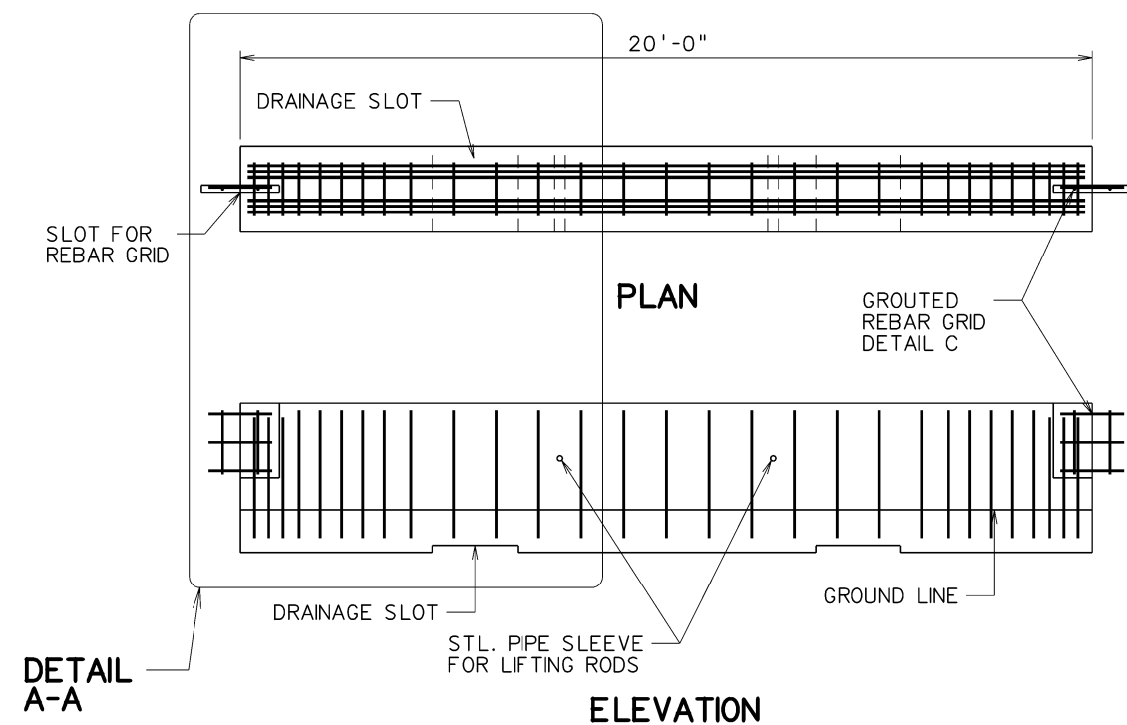 20'-0"
DRAINAGE SLOT
SLOT FOR
REBAR GRID
PLAN
GROUTED
REBAR GRID
DETAIL C
DRAINAGE SLOT
GROUND LINE
STL. PIPE SLEEVE
FOR LIFTING RODS
DETAIL
A-A
ELEVATION